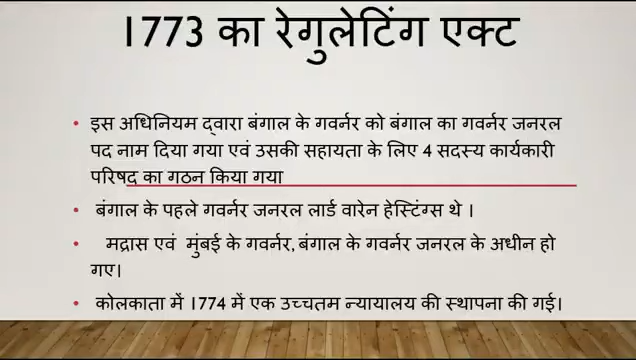 1773 का रेगुलेटिंग एक्ट
• इस अधिनियम द्वारा बंगाल के गवर्नर को बंगाल का गवर्नर जनरल
पद नाम दिया गया एवं उसकी सहायता के लिए 4 सदस्य कार्यकारी
परिषद का गठन किया गया
• बंगाल के पहले गवर्नर जनरल लार्ड वारेन हेस्टिंग्स थे ।
• मद्रास एवं मुंबई के गवर्नर, बंगाल के गवर्नर जनरल के अधीन हो
गए।
• कोलकाता में 1774 में एक उच्चतम न्यायालय की स्थापना की गई।